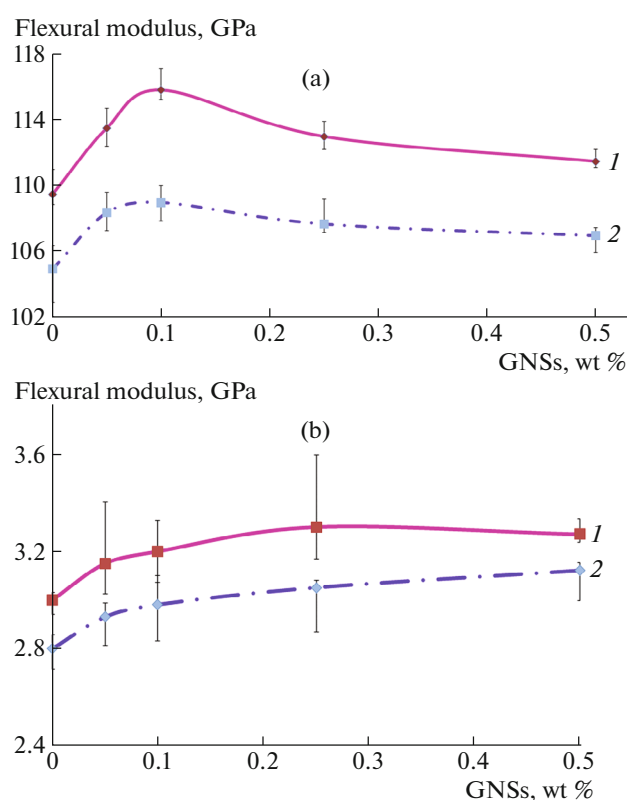 Flexural modulus, GPa
118
(a)
114
110
1
106
2
102
0 0.1 0.2 0.3 0.4 0.5
GNSs, wt %
Flexural modulus, GPa
(b)
3.6
1
3.2
2
2.8
2.4
0 0.1 0.2 0.3 0.4 0.5
GNSs, wt %